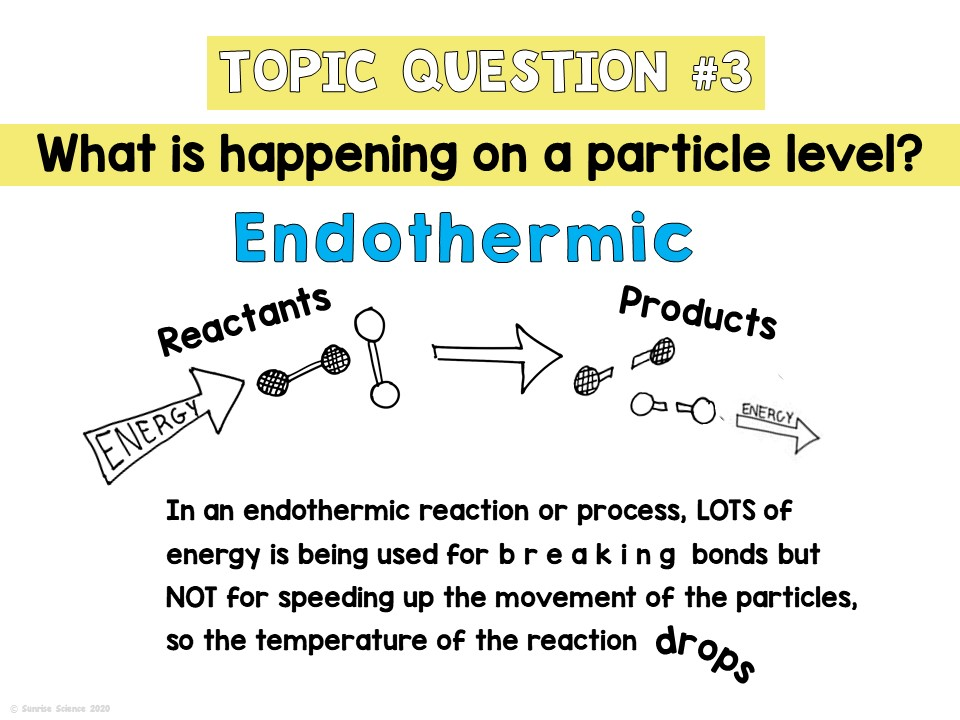 TOPIC QUESTION #3
What is happening on a particle level?
Endothermic
Reactants
Products
ENERGY
ENERGY
In an endothermic reaction or process, LOTS of
energy is being used for b r e a k i n g bonds but
NOT for speeding up the movement of the particles,
so the temperature of the reaction drops
© Sunrise Science 2020